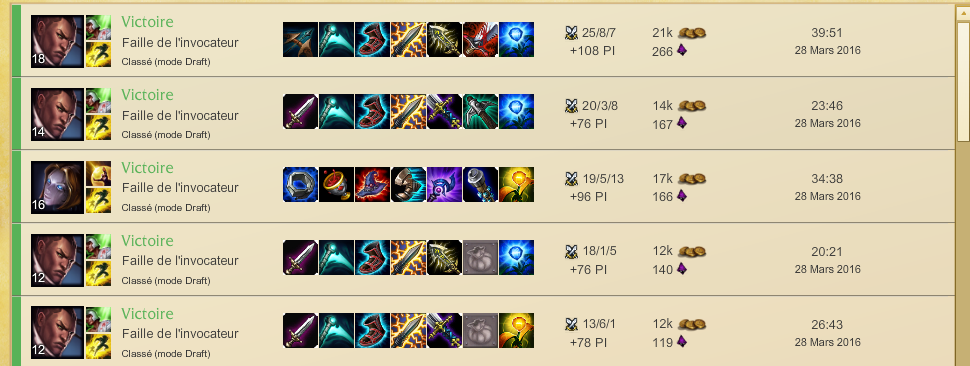 Victoire
Faille de l'invocateur
Classé (mode Draft)
18
25/8/7
+108 PI
21k
266
39:51
28 Mars 2016
Victoire
Faille de l'invocateur
Classé (mode Draft)
14
20/3/8
+76 PI
14k
167
23:46
28 Mars 2016
Victoire
Faille de l'invocateur
Classé (mode Draft)
16
19/5/13
+96 PI
17k
166
34:38
28 Mars 2016
Victoire
Faille de l'invocateur
Classé (mode Draft)
12
18/1/5
+76 PI
12k
140
20:21
28 Mars 2016
Victoire
Faille de l'invocateur
Classé (mode Draft)
12
13/6/1
+78 PI
12k
119
26:43
28 Mars 2016